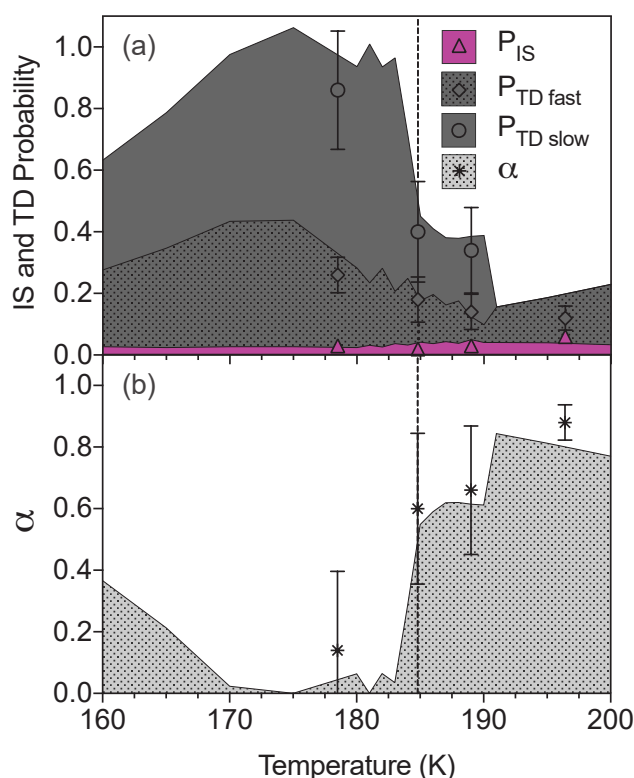 (a)
P_IS
P_TD fast
P_TD slow
α
1.0
0.8
0.6
0.4
0.2
0.0
IS and TD Probability
(b)
1.0
0.8
0.6
0.4
0.2
0.0
α
160 170 180 190 200
Temperature (K)